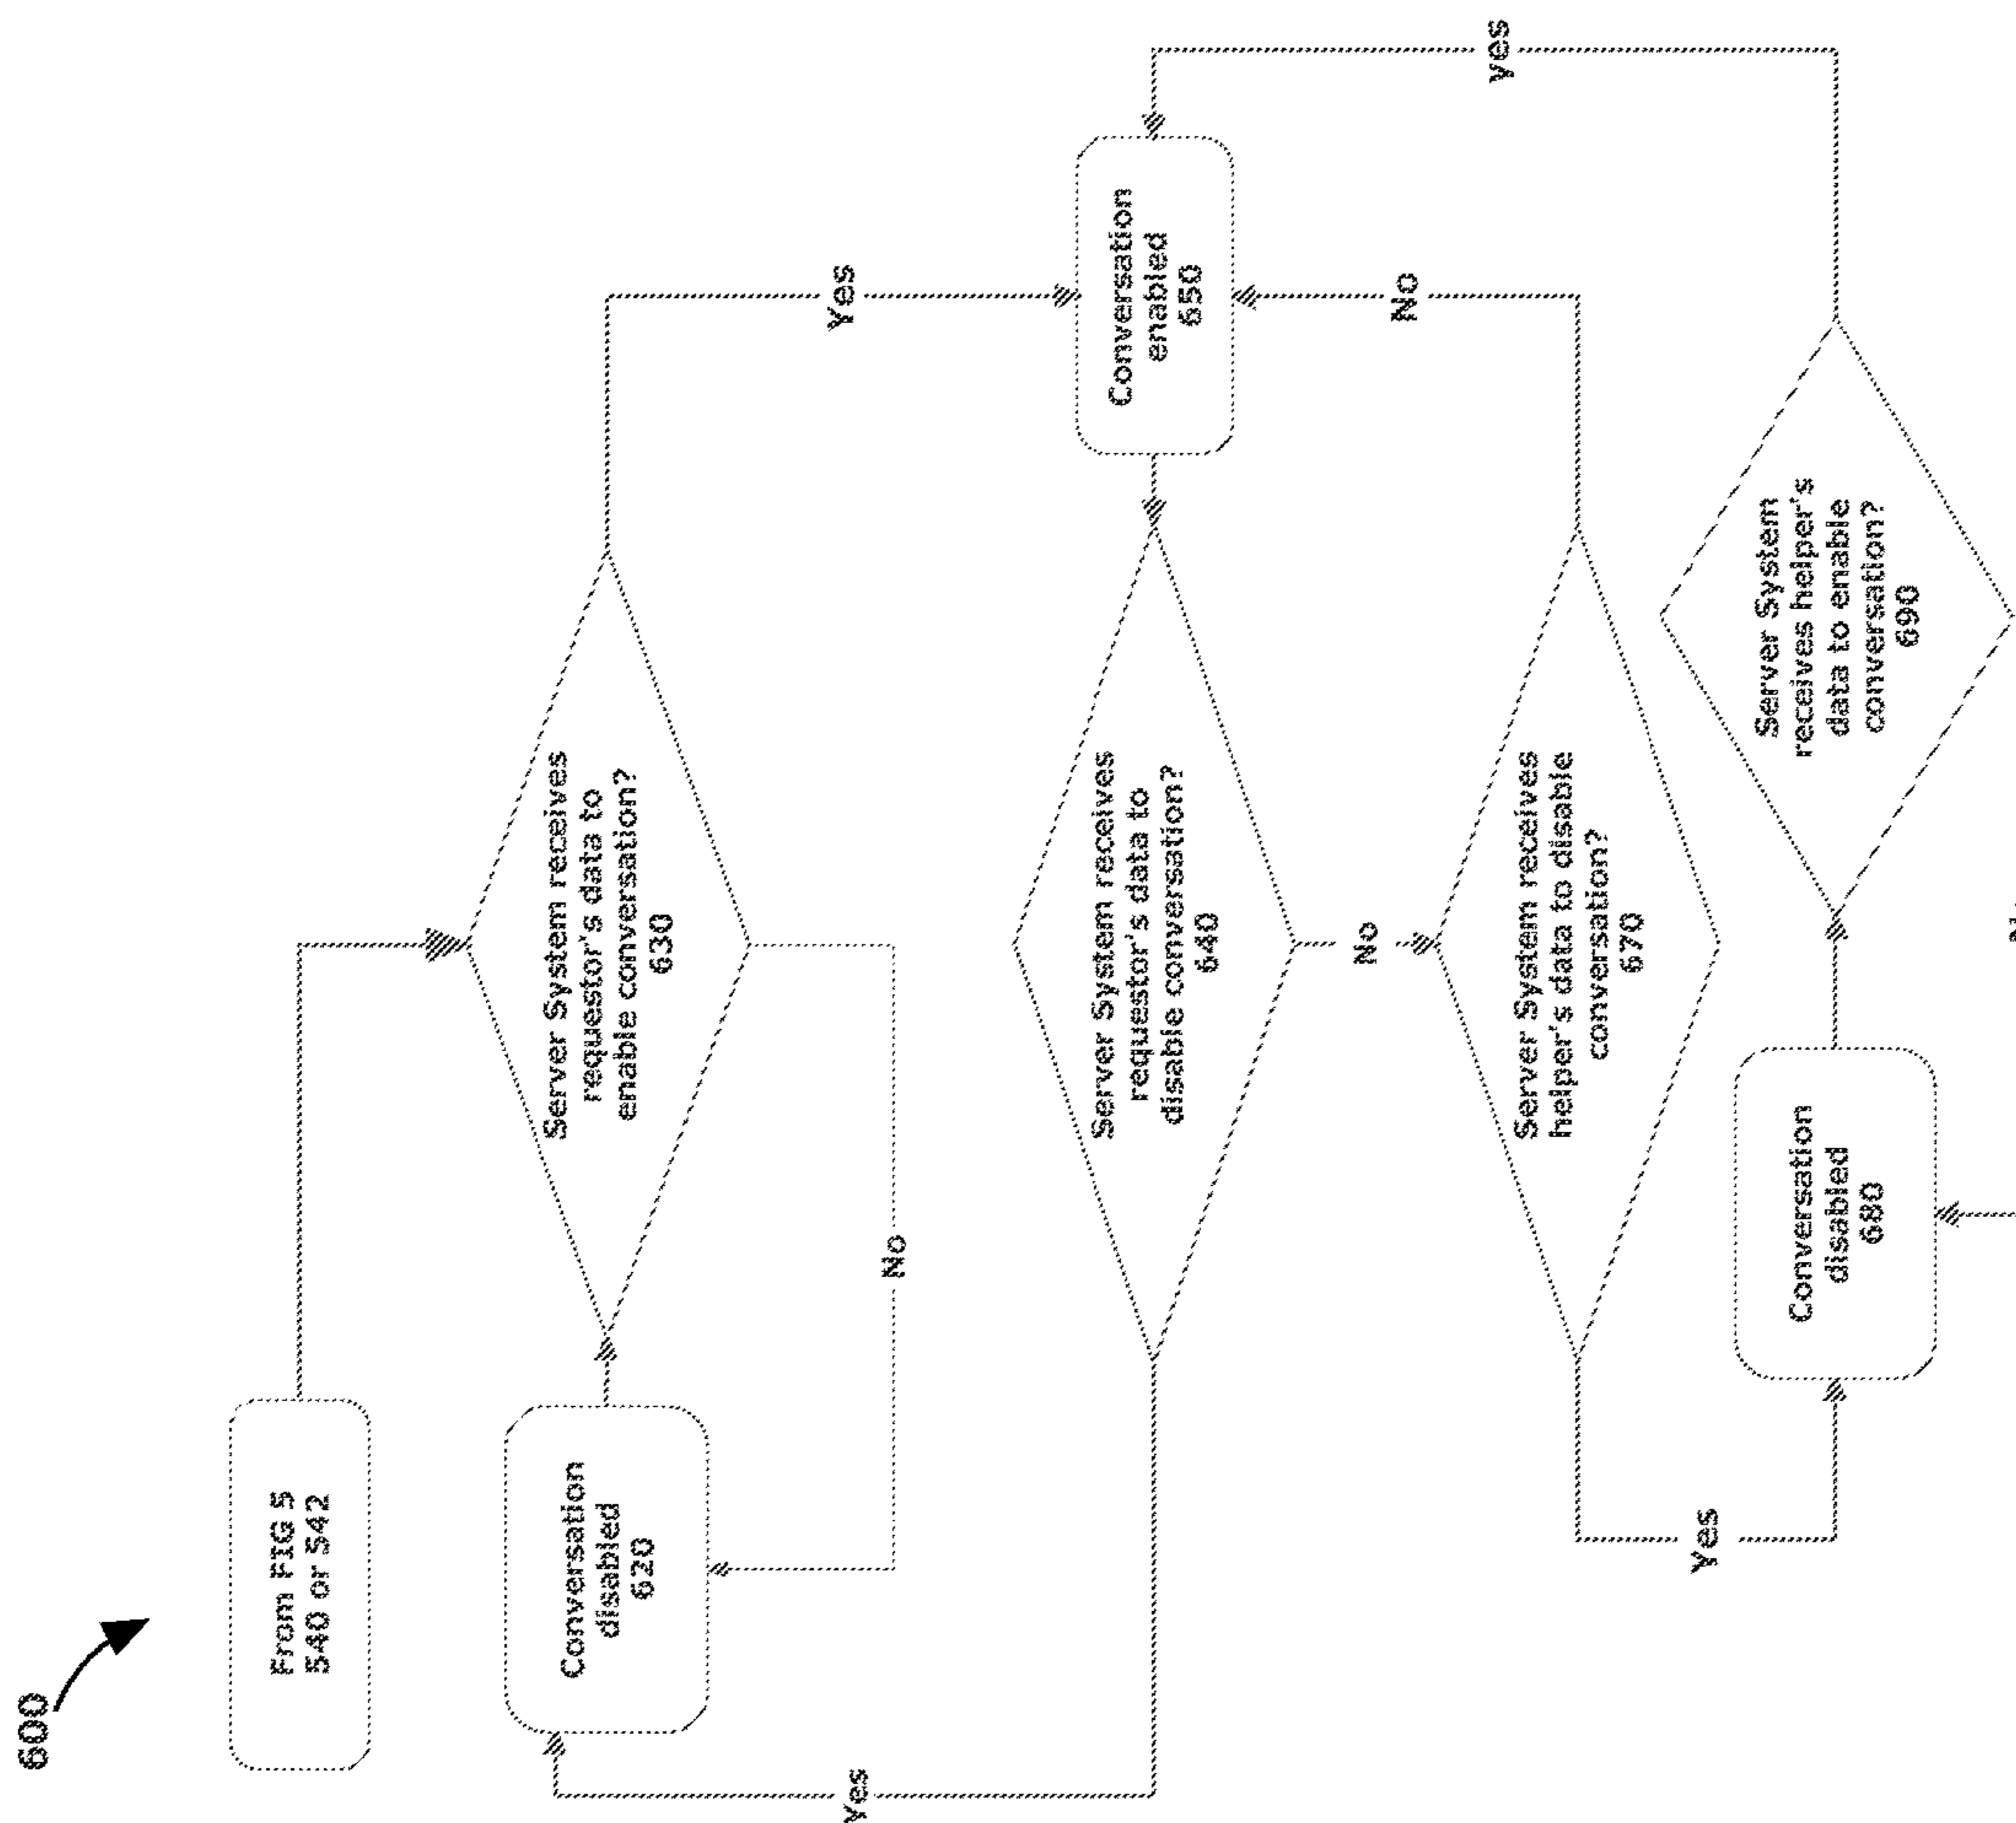 600
From FIG 5
540 or 542
Conversation
disabled
620
Server System receives
requestor's data to
enable conversation?
630
No
Yes
Yes
Server System receives
requestor's data to
disable conversation?
640
Conversation
enabled
650
No
No
Server System receives
helper's data to disable
conversation?
670
Yes
Conversation
disabled
680
Server System
receives helper's
data to enable
conversation?
690
yes